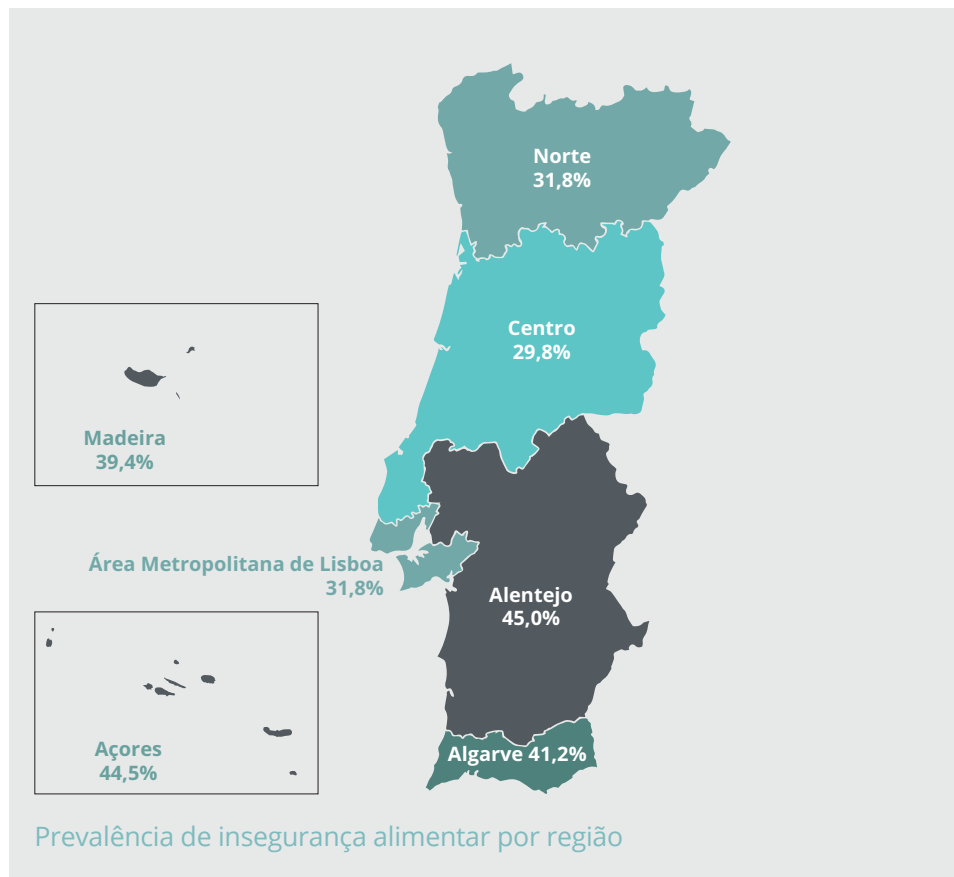 Norte
31,8%
Centro
29,8%
Madeira
39,4%
Área Metropolitana de Lisboa
31,8%
Alentejo
45,0%
Açores
44,5%
Algarve 41,2%
Prevalência de insegurança alimentar por região